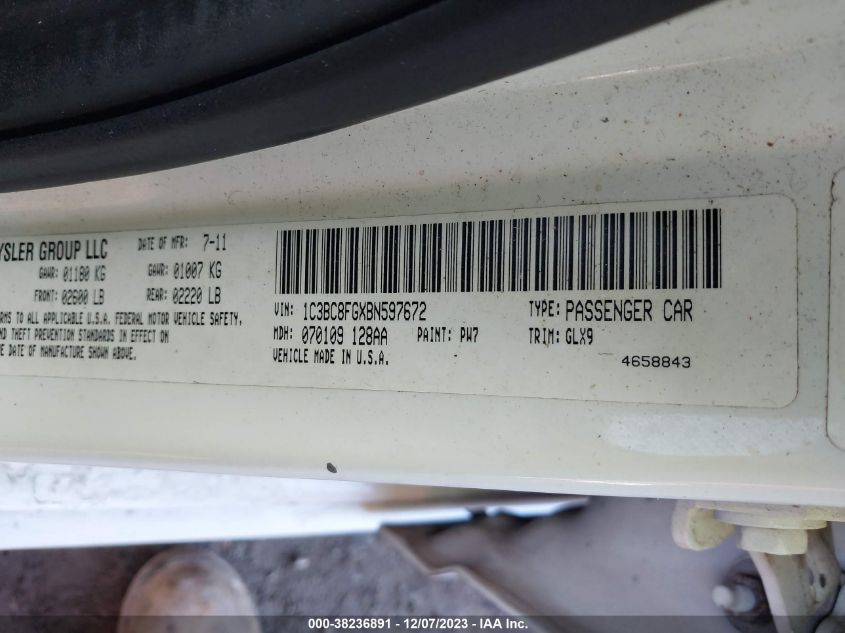 GROUP LLC
DATE OF MFR: 7-11
GAWR: 01180 KG
GAWR: 01007 KG
FRONT: 02600 LB
REAR: 02220 LB
TO ALL APPLICABLE U.S.A. FEDERAL MOTOR VEHICLE SAFETY,
THEFT PREVENTION STANDARDS IN EFFECT ON
DATE OF MANUFACTURE SHOWN ABOVE.
VIN: 1C3BC8FGXBN597672
TYPE: PASSENGER CAR
MDH: 070109 128AA
PAINT: PW7
TRIM: GLX9
VEHICLE MADE IN U.S.A.
4658843
000-38236891 - 12/07/2023 - IAA Inc.